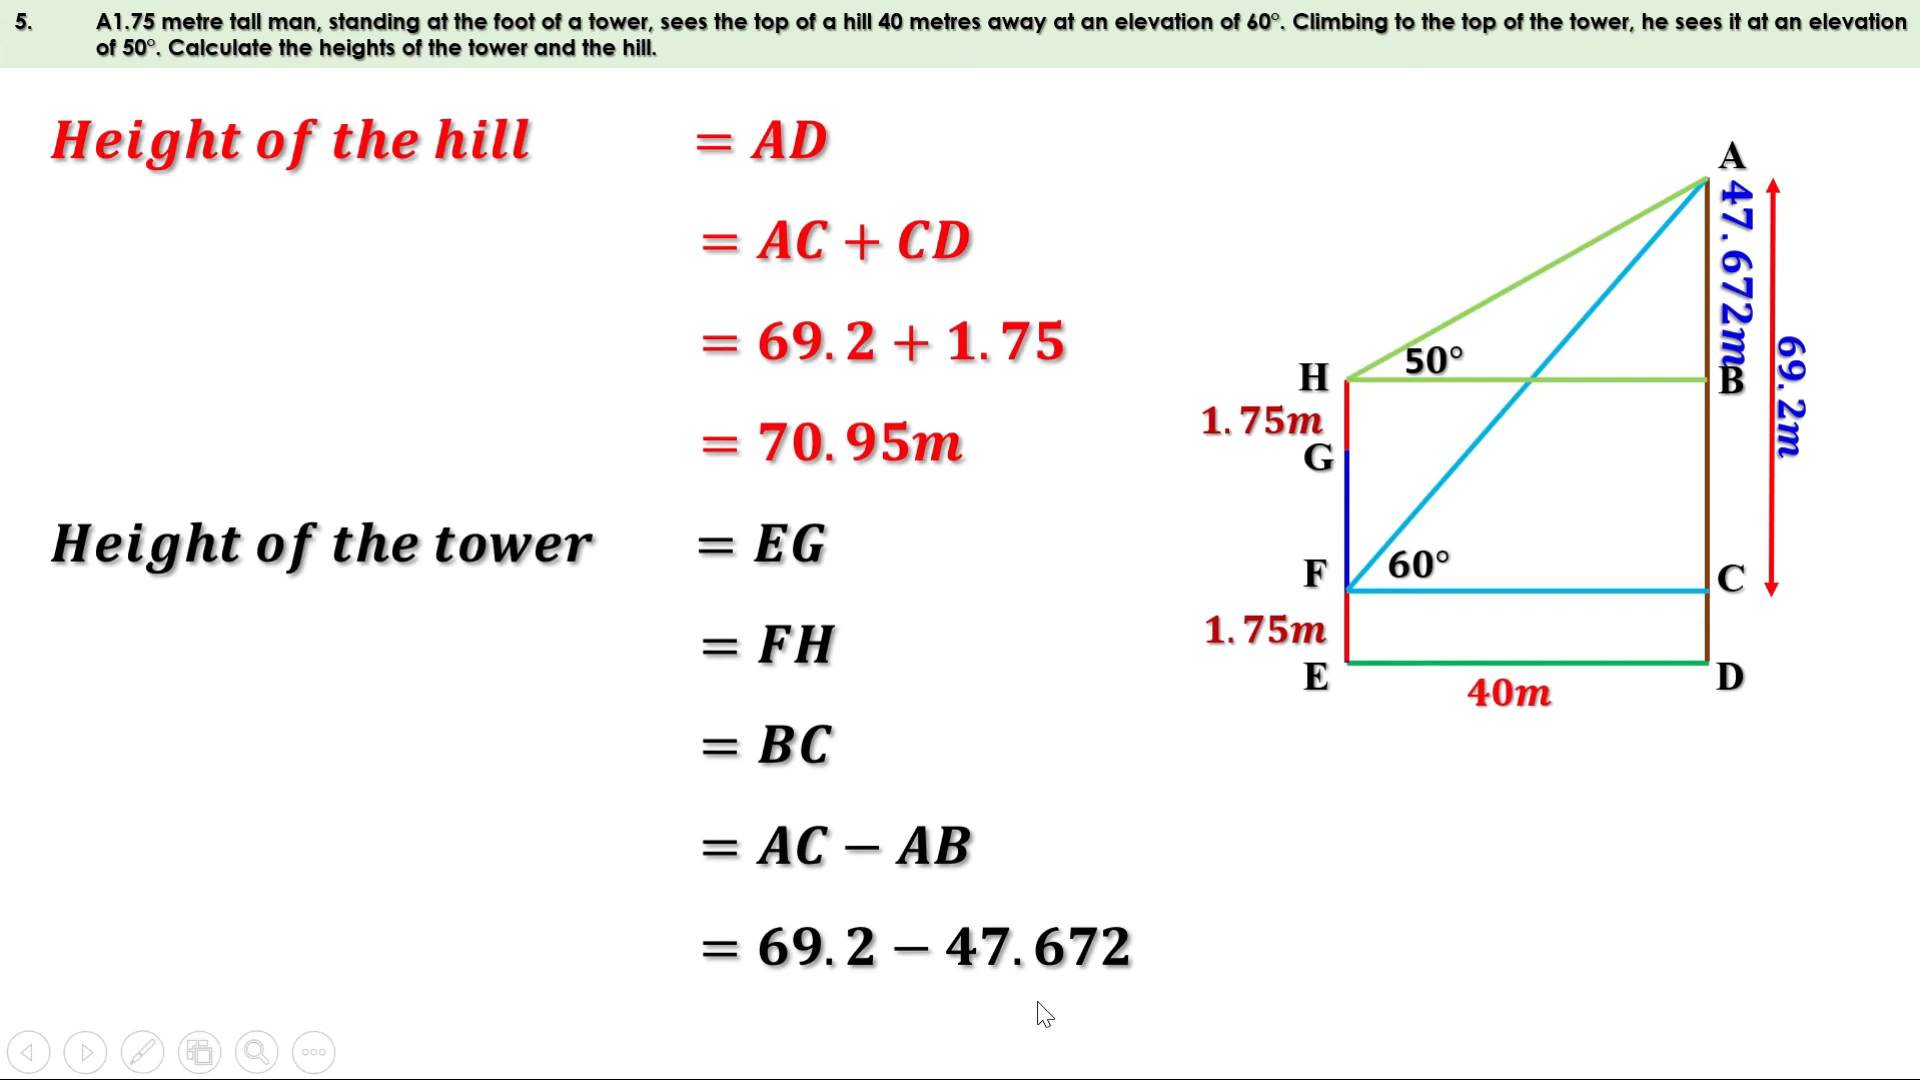 5. A1.75 metre tall man, standing at the foot of a tower, sees the top of a hill 40 metres away at an elevation of 60°. Climbing to the top of the tower, he sees it at an elevation
of 50°. Calculate the heights of the tower and the hill.
Height of the hill = AD
= AC + CD
= 69.2 + 1.75
= 70.95m
Height of the tower = EG
= FH
= BC
= AC − AB
= 69.2 − 47.672
A
47.672m
69.2m
H
50°
B
1.75m
G
F
60°
C
1.75m
E
D
40m